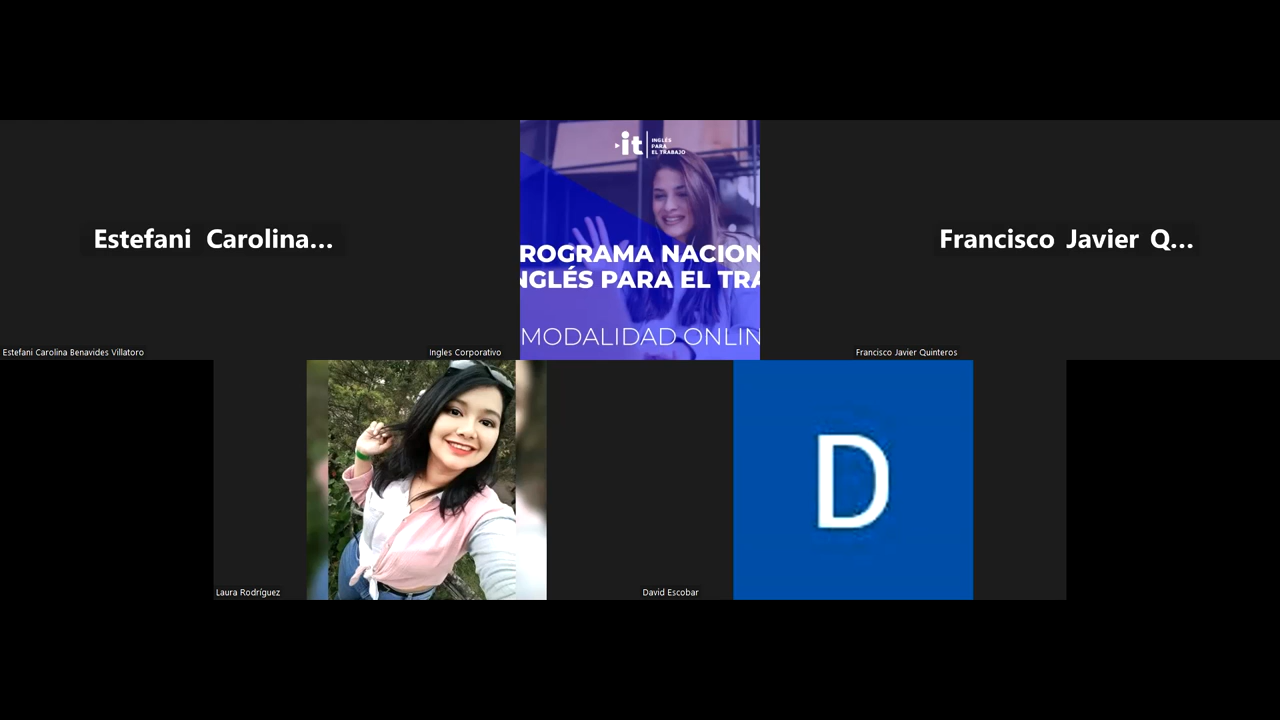 it
INGLÉS
PARA
EL TRABAJO
Estefani Carolina...
ROGRAMA NACION
NGLÉS PARA EL TRA
MODALIDAD ONLIN
Francisco Javier Q...
Estefani Carolina Benavides Villatoro
Ingles Corporativo
Francisco Javier Quinteros
D
Laura Rodríguez
David Escobar